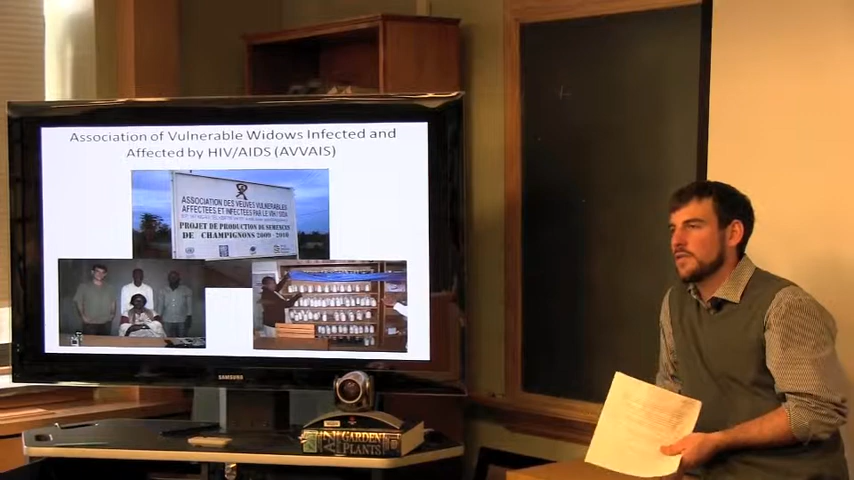 Association of Vulnerable Widows Infected and
Affected by HIV/AIDS (AVVAIS)
ASSOCIATION DES VEUVES VULNERABLES
AFFECTEES ET INFECTEES PAR LE VIH / SIDA
PROJET DE PRODUCTION DE SEMENCES
DE CHAMPIGNONS 2009 - 2010
SAMSUNG
GARDEN PLANTS